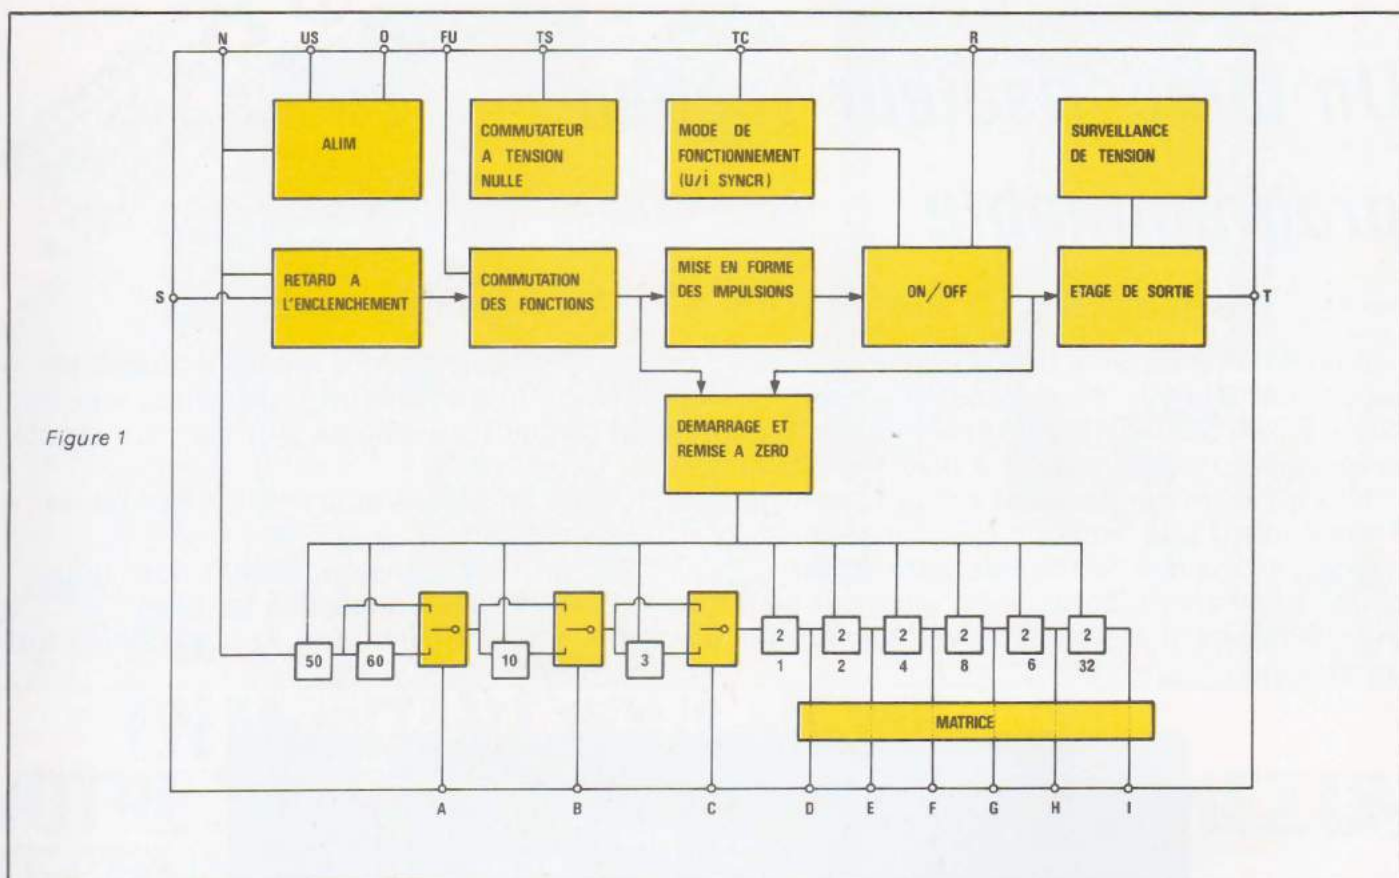 N US O FU TS TC R
ALIM
COMMUTATEUR
A TENSION
NULLE
MODE DE
FONCTIONNEMENT
(U/i SYNCR)
SURVEILLANCE
DE TENSION
S
RETARD A
L'ENCLENCHEMENT
COMMUTATION
DES FONCTIONS
MISE EN FORME
DES IMPULSIONS
ON/OFF
ETAGE DE SORTIE
T
Figure 1
DEMARRAGE ET
REMISE A ZERO
50 60 10 3 2 2 2 2 2 2
1 2 4 8 6 32
MATRICE
A B C D E F G H I